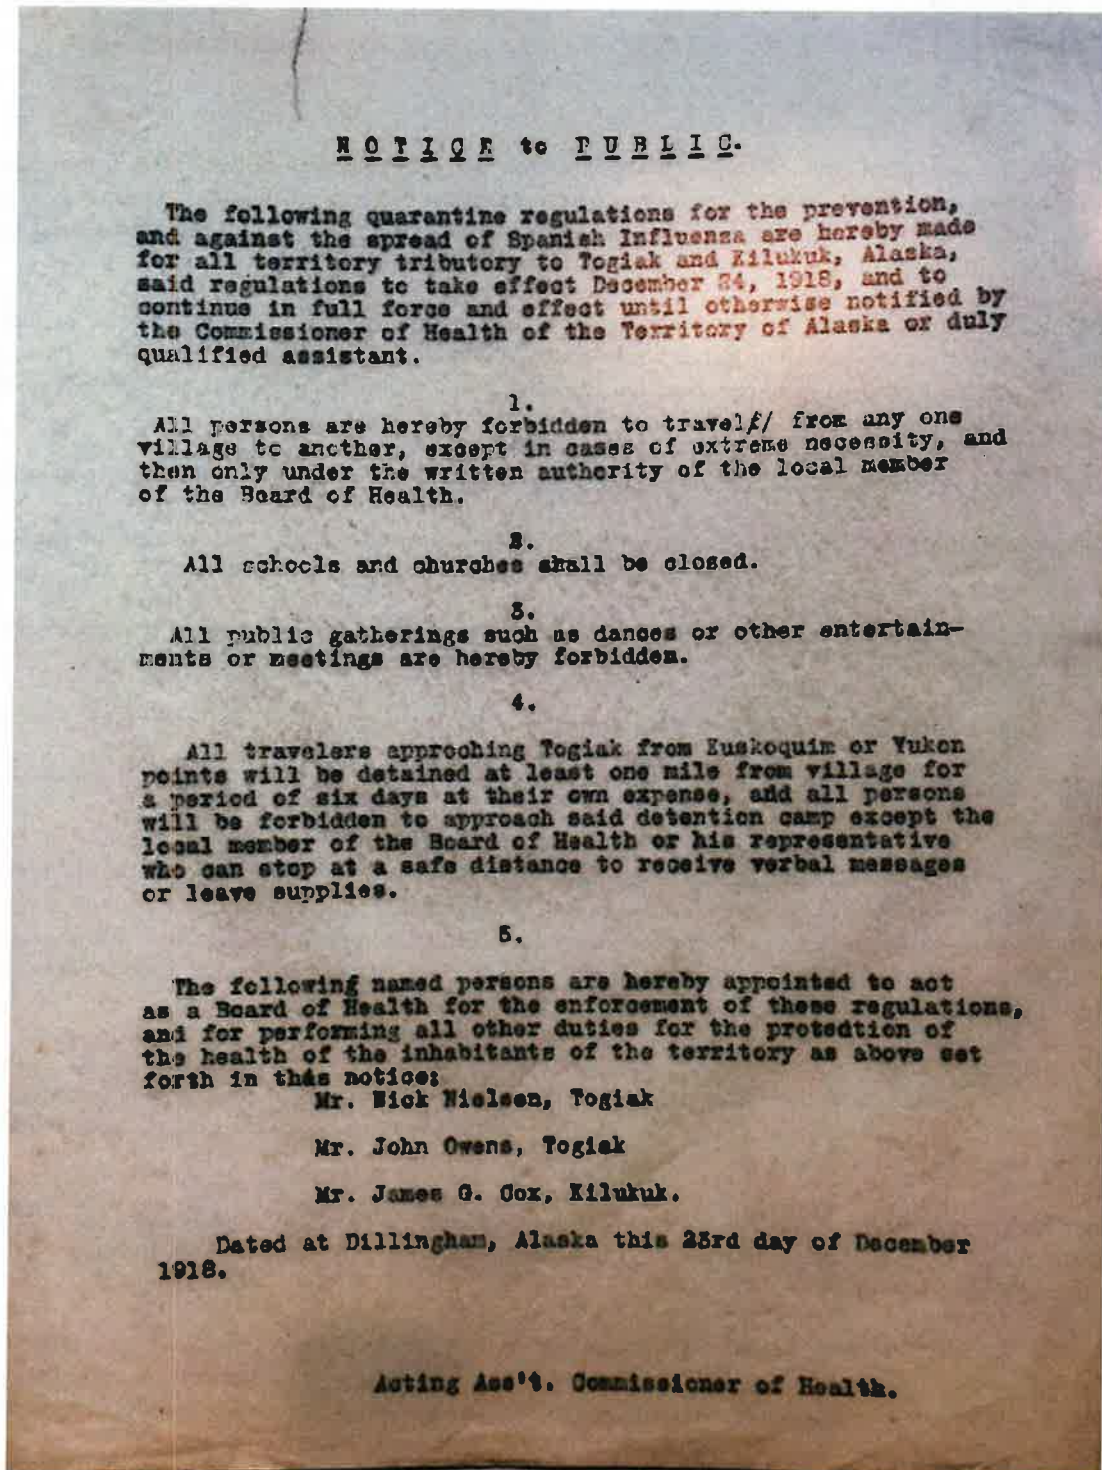 NOTICE to PUBLIC.
The following quarantine regulations for the prevention,
and against the spread of Spanish Influenza are hereby made
for all territory tributary to Togiak and Kilukuk, Alaska,
said regulations to take effect December 24, 1918, and to
continue in full force and effect until otherwise notified by
the Commissioner of Health of the Territory of Alaska or duly
qualified assistant.
1.
All persons are hereby forbidden to travel// from any one
village to another, except in cases of extreme necessity, and
then only under the written authority of the local member
of the Board of Health.
2.
All schools and churches shall be closed.
3.
All public gatherings such as dances or other entertain-
ments or meetings are hereby forbidden.
4.
All travelers approching Togiak from Kuskoquim or Yukon
points will be detained at least one mile from village for
a period of six days at their own expense, and all persons
will be forbidden to approach said detention camp except the
local member of the Board of Health or his representative
who can stop at a safe distance to receive verbal messages
or leave supplies.
5.
The following named persons are hereby appointed to act
as a Board of Health for the enforcement of these regulations,
and for performing all other duties for the protedtion of
the health of the inhabitants of the territory as above set
forth in this notice:
Mr. Nick Nielsen, Togiak
Mr. John Owens, Togiak
Mr. James G. Cox, Kilukuk.
Dated at Dillingham, Alaska this 23rd day of December
1918.
Acting Ass't. Commissioner of Health.